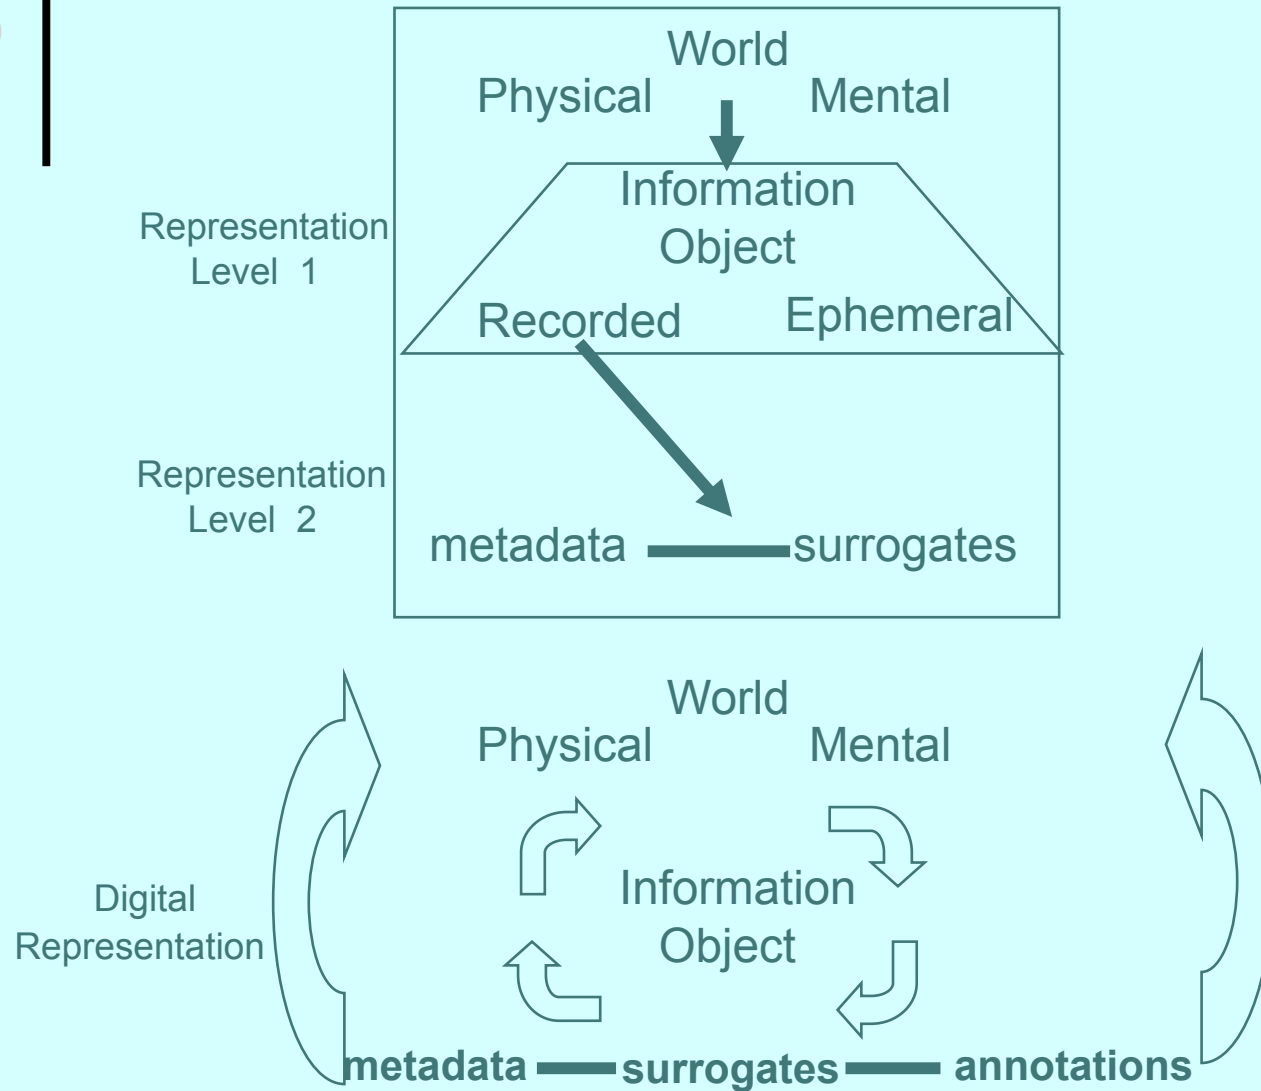 World
Physical Mental
Information
Object
Representation
Level 1
Recorded Ephemeral
Representation
Level 2
metadata surrogates
World
Physical Mental
Information
Object
Digital
Representation
metadata surrogates annotations